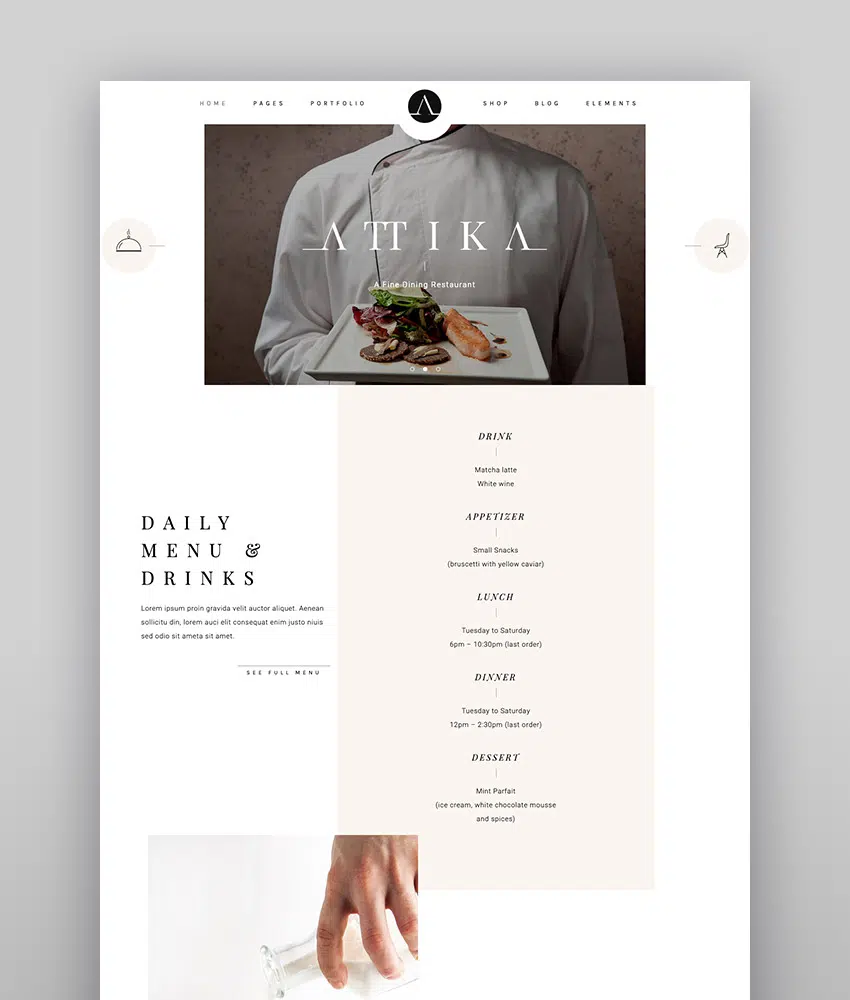 HOME PAGES PORTFOLIO A SHOP BLOG ELEMENTS
ATTIKA
A Fine Dining Restaurant
DAILY
MENU &
DRINKS
Lorem ipsum proin gravida velit auctor aliquet. Aenean
sollicitu din, lorem auci elit consequat enim justo niuis
sed odio sit ameta sit amet.
SEE FULL MENU
DRINK
Matcha latte
White wine
APPETIZER
Small Snacks
(bruscetti with yellow caviar)
LUNCH
Tuesday to Saturday
6pm – 10:30pm (last order)
DINNER
Tuesday to Saturday
12pm – 2:30pm (last order)
DESSERT
Mint Parfait
(ice cream, white chocolate mousse
and spices)